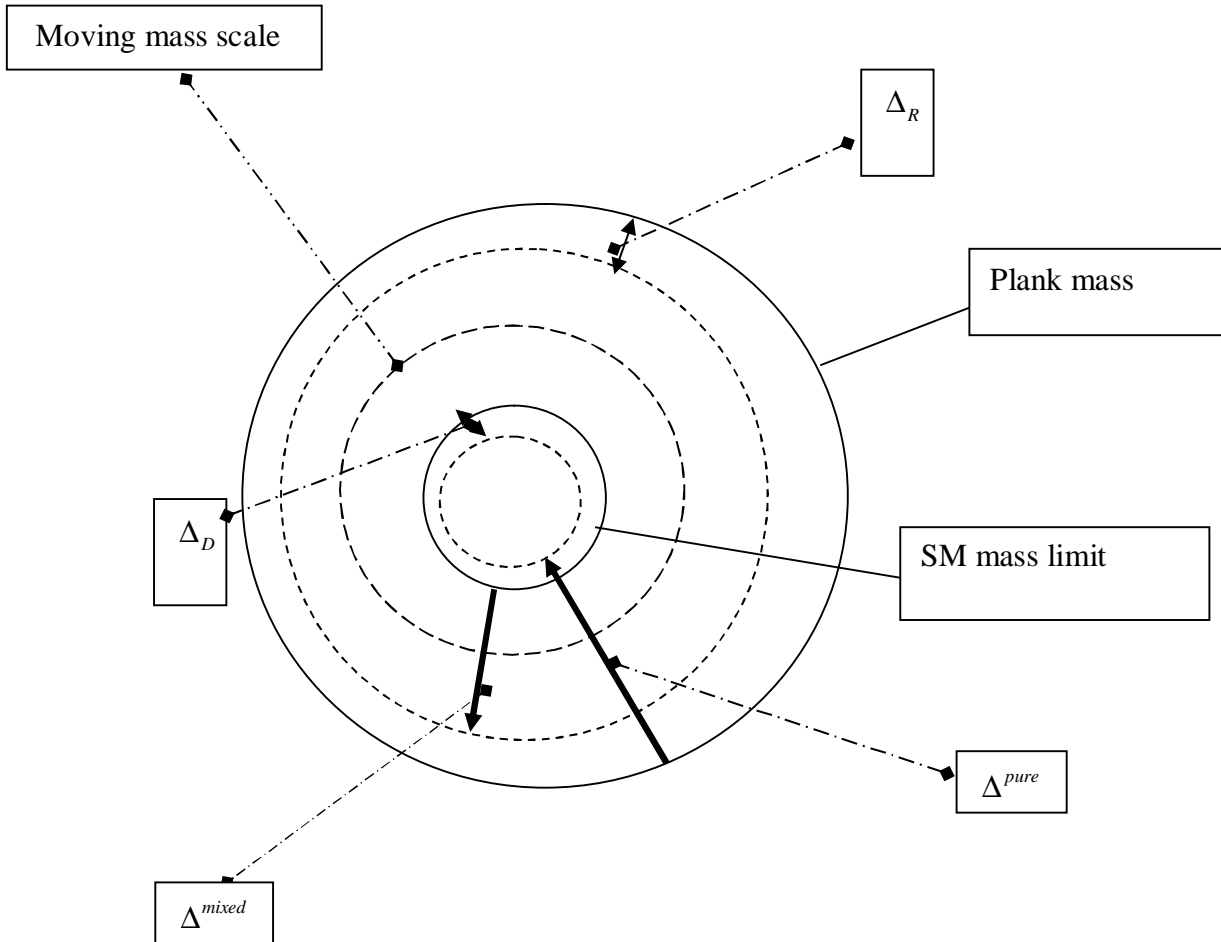 Moving mass scale
Δ_R
Plank mass
Δ_D
SM mass limit
Δ^{pure}
Δ^{mixed}